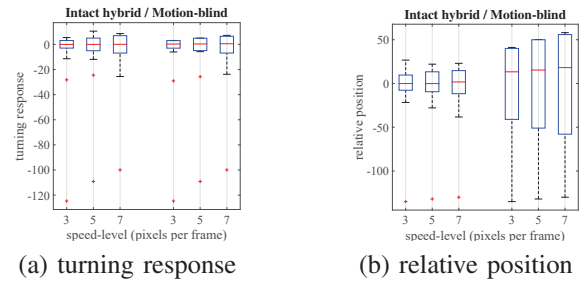 Intact hybrid / Motion-blind
0
-20
-40
-60
-80
-100
-120
turning response
3 5 7 3 5 7
speed-level (pixels per frame)
(a) turning response
Intact hybrid / Motion-blind
50
0
-50
-100
relative position
3 5 7 3 5 7
speed-level (pixels per frame)
(b) relative position